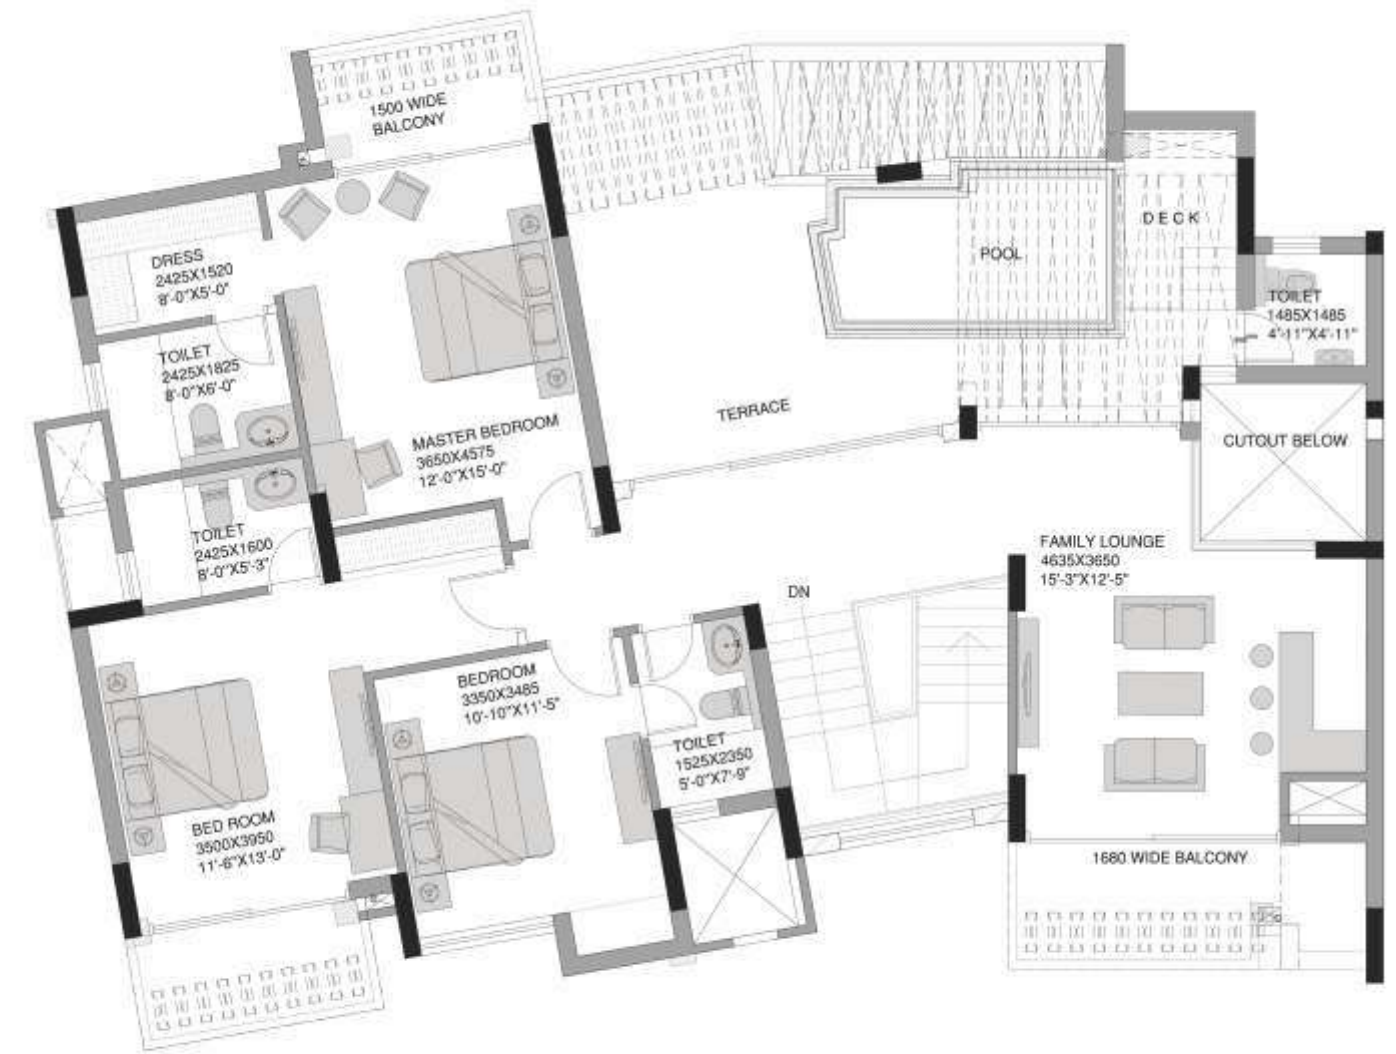 1500 WIDE
BALCONY
DRESS
2425X1520
8'-0"X5'-0"
TOILET
2425X1825
8'-0"X6'-0"
MASTER BEDROOM
3650X4575
12'-0"X15'-0"
TOILET
2425X1600
8'-0"X5'-3"
TERRACE
POOL
DECK
TOILET
1485X1485
4'-11"X4'-11"
CUTOUT BELOW
FAMILY LOUNGE
4635X3650
15'-3"X12'-5"
DN
BEDROOM
3350X3485
10'-10"X11'-5"
TOILET
1525X2350
5'-0"X7'-9"
BED ROOM
3500X3950
11'-6"X13'-0"
1680 WIDE BALCONY